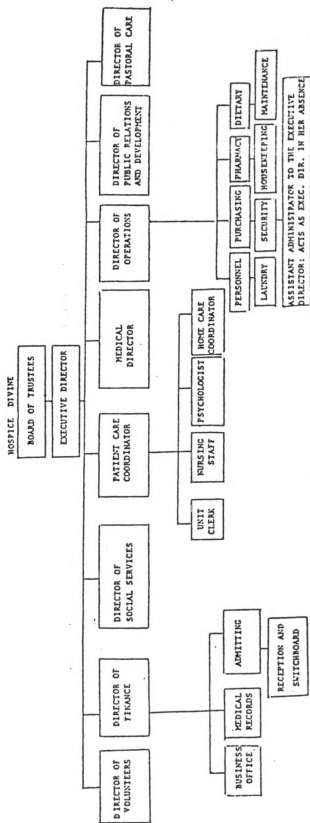 HOSPICE DIVINE
BOARD OF TRUSTEES
EXECUTIVE DIRECTOR
DIRECTOR OF
VOLUNTEERS
DIRECTOR OF
FINANCE
DIRECTOR OF
SOCIAL SERVICES
PATIENT CARE
COORDINATOR
MEDICAL
DIRECTOR
DIRECTOR OF
OPERATIONS
DIRECTOR OF
PUBLIC RELATIONS
AND DEVELOPMENT
DIRECTOR OF
PASTORAL CARE
BUSINESS
OFFICE
MEDICAL
RECORDS
ADMITTING
RECEPTION AND
SWITCHBOARD
UNIT
CLERK
NURSING
STAFF
PSYCHOLOGIST
HOME CARE
COORDINATOR
PERSONNEL
PURCHASING
PHARMACY
DIETARY
LAUNDRY
SECURITY
HOUSEKEEPING
MAINTENANCE
ASSISTANT ADMINISTRATOR TO THE EXECUTIVE
DIRECTOR: ACTS AS EXEC. DIR. IN HER ABSENCE